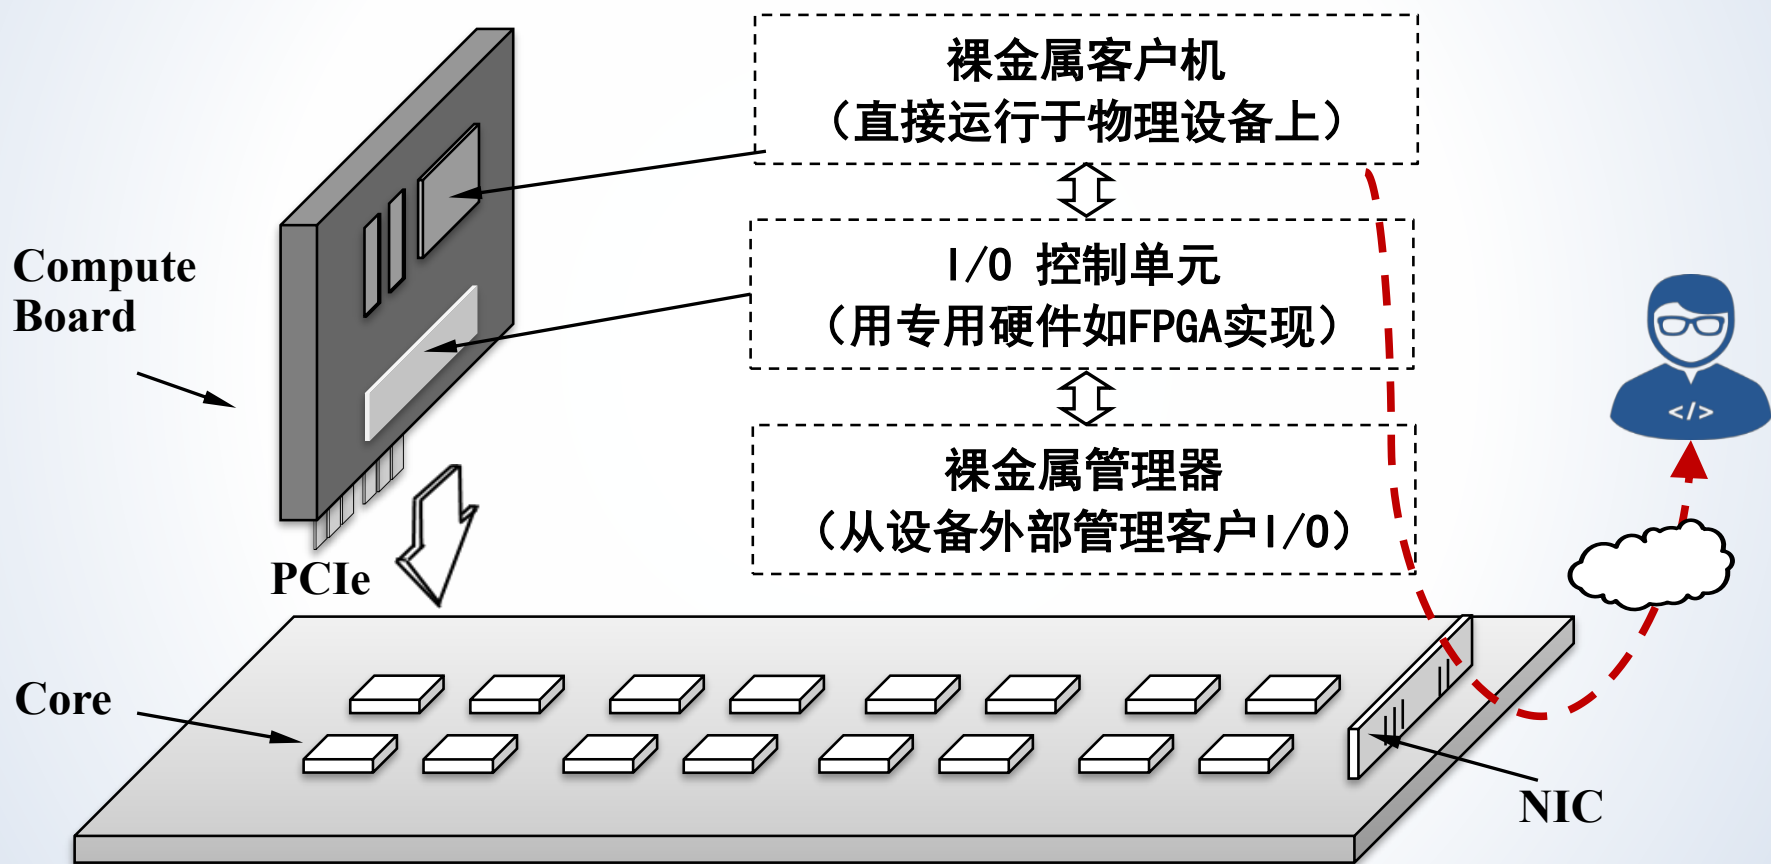 裸金属客户机
（直接运行于物理设备上）
Compute
Board
I/O 控制单元
（用专用硬件如FPGA实现）
</>
裸金属管理器
（从设备外部管理客户I/O）
PCIe
Core
NIC